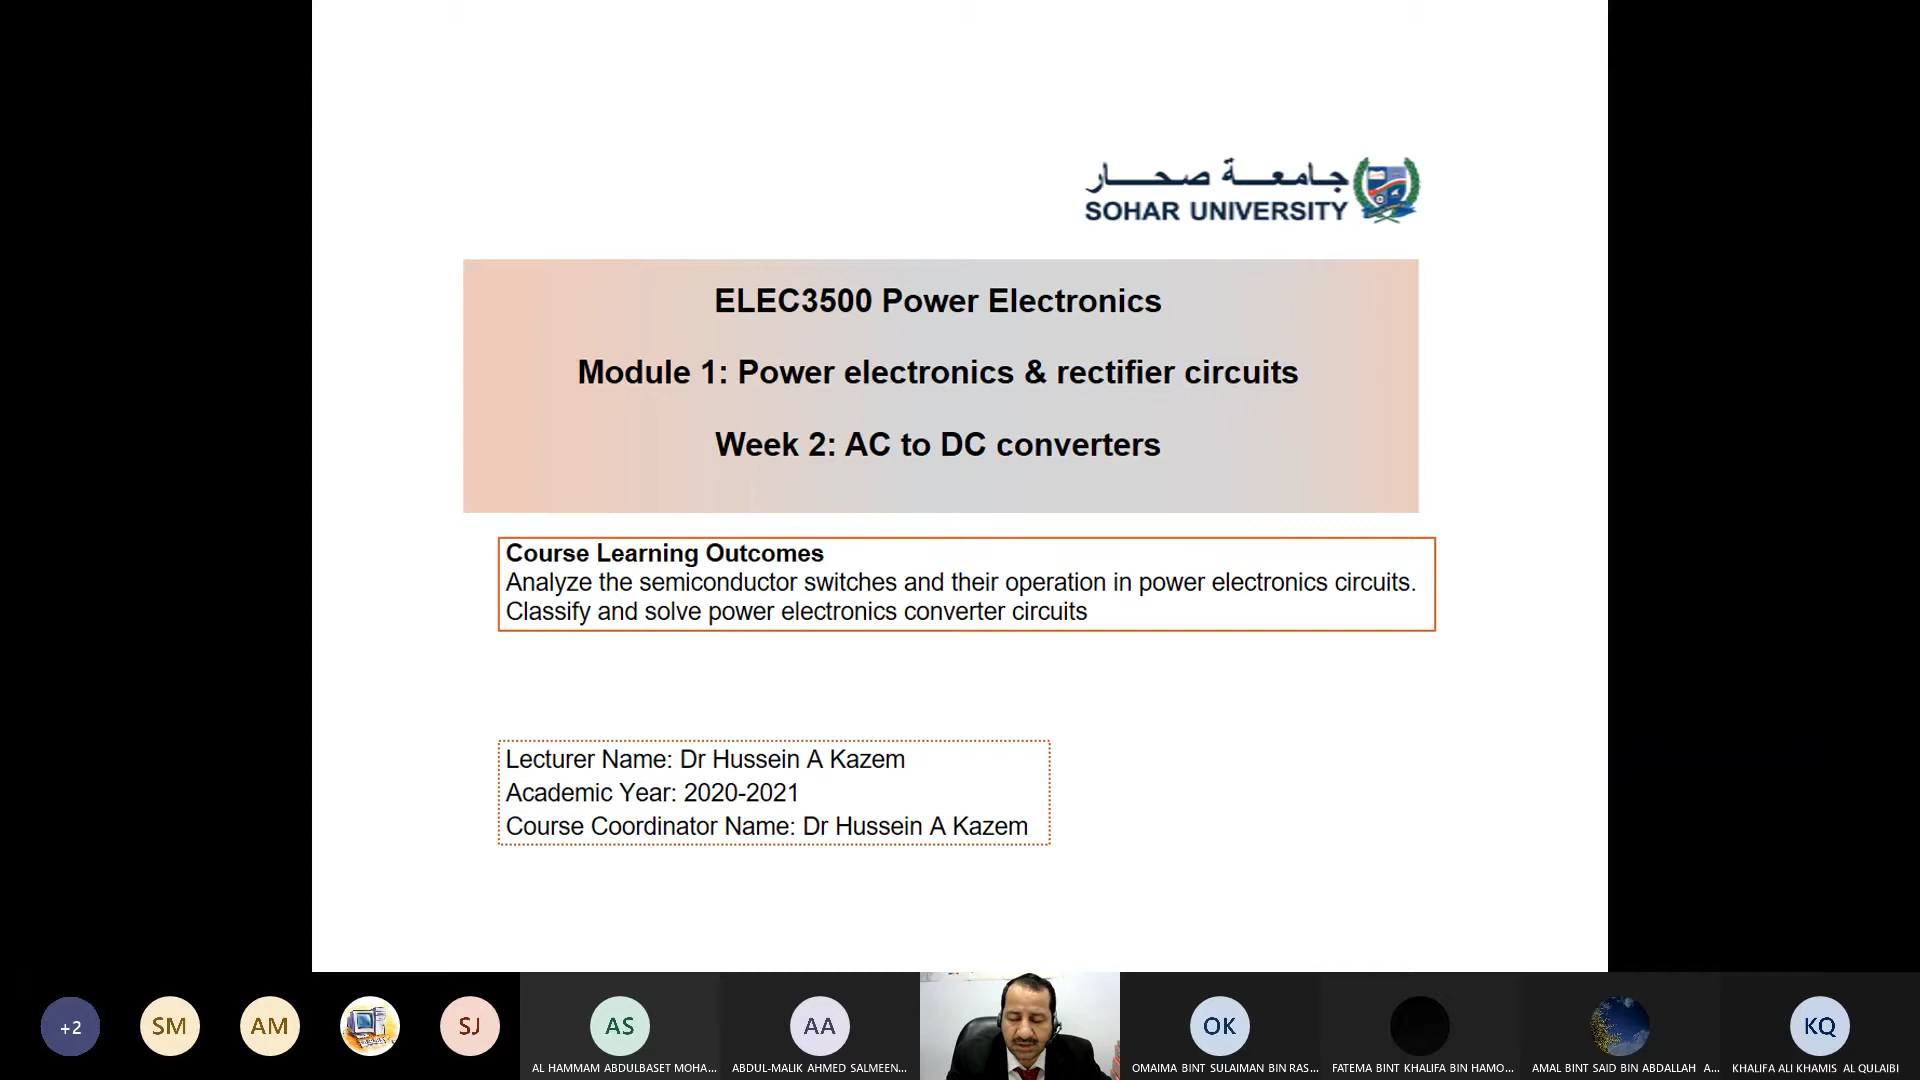 جامعة صحار
SOHAR UNIVERSITY
ELEC3500 Power Electronics
Module 1: Power electronics & rectifier circuits
Week 2: AC to DC converters
Course Learning Outcomes
Analyze the semiconductor switches and their operation in power electronics circuits.
Classify and solve power electronics converter circuits
Lecturer Name: Dr Hussein A Kazem
Academic Year: 2020-2021
Course Coordinator Name: Dr Hussein A Kazem
+2
SM
AM
SJ
AS
AA
OK
KQ
AL HAMMAM ABDULBASET MOHA...
ABDUL-MALIK AHMED SALMEEN...
OMAIMA BINT SULAIMAN BIN RAS...
FATEMA BINT KHALIFA BIN HAMO...
AMAL BINT SAID BIN ABDALLAH A...
KHALIFA ALI KHAMIS AL QULAIBI